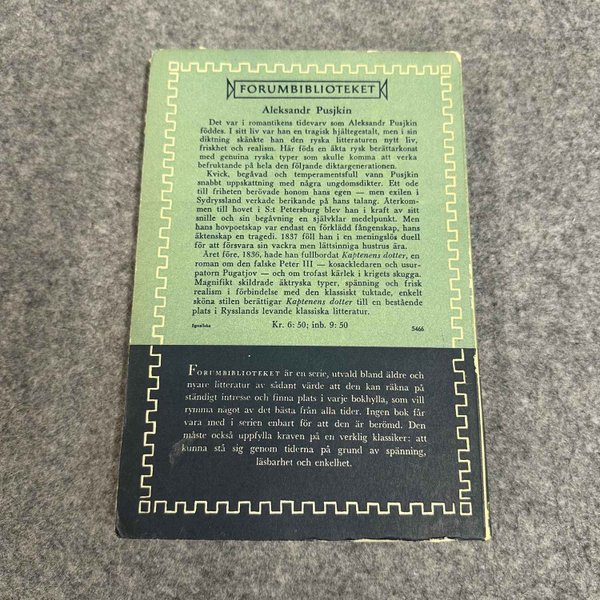 FORUMBIBLIOTEKET
Aleksandr Pusjkin
Det var i romantikens tidevarv som Aleksandr Pusjkin
föddes. I sitt liv var han en tragisk hjältegestalt, men i sin
diktning skänkte han den ryska litteraturen nytt liv,
friskhet och realism. Här föds en äkta rysk berättarkonst
med genuina ryska typer som skulle komma att verka
befruktande på hela den följande diktargenerationen.
Kvick, begåvad och temperamentsfull vann Pusjkin
snabbt uppskattning med några ungdomsdikter. Ett ode
till friheten berövade honom hans egen — men exilen i
Sydryssland verkade berikande på hans talang. Återkom-
men till hovet i S:t Petersburg blev han i kraft av sitt
snille och sin begåvning en självklar medelpunkt. Men
hans hovpoetskap var endast en förklädd fångenskap, hans
äktenskap en tragedi. 1837 föll han i en meningslös duell
för att försvara sin vackra men lättsinniga hustrus ära.
Året före, 1836, hade han fullbordat Kaptenens dotter, en
roman om den falske Peter III — kosackledaren och usur-
patorn Pugatjov — och om trofast kärlek i krigets skugga.
Magnifikt skildrade äktryska typer, spänning och frisk
realism i förbindelse med den klassiskt tuktade, enkelt
sköna stilen berättigar Kaptenens dotter till en bestående
plats i Rysslands levande klassiska litteratur.
Kr. 6: 50; inb. 9: 50
5466
FORUMBIBLIOTEKET är en serie, utvald bland äldre och
nyare litteratur av sådant värde att den kan räkna på
ständigt intresse och finna plats i varje bokhylla, som vill
rymma något av det bästa från alla tider. Ingen bok får
vara med i serien enbart för att den är berömd. Den
måste också uppfylla kraven på en verklig klassiker: att
kunna stå sig genom tiderna på grund av spänning,
läsbarhet och enkelhet.